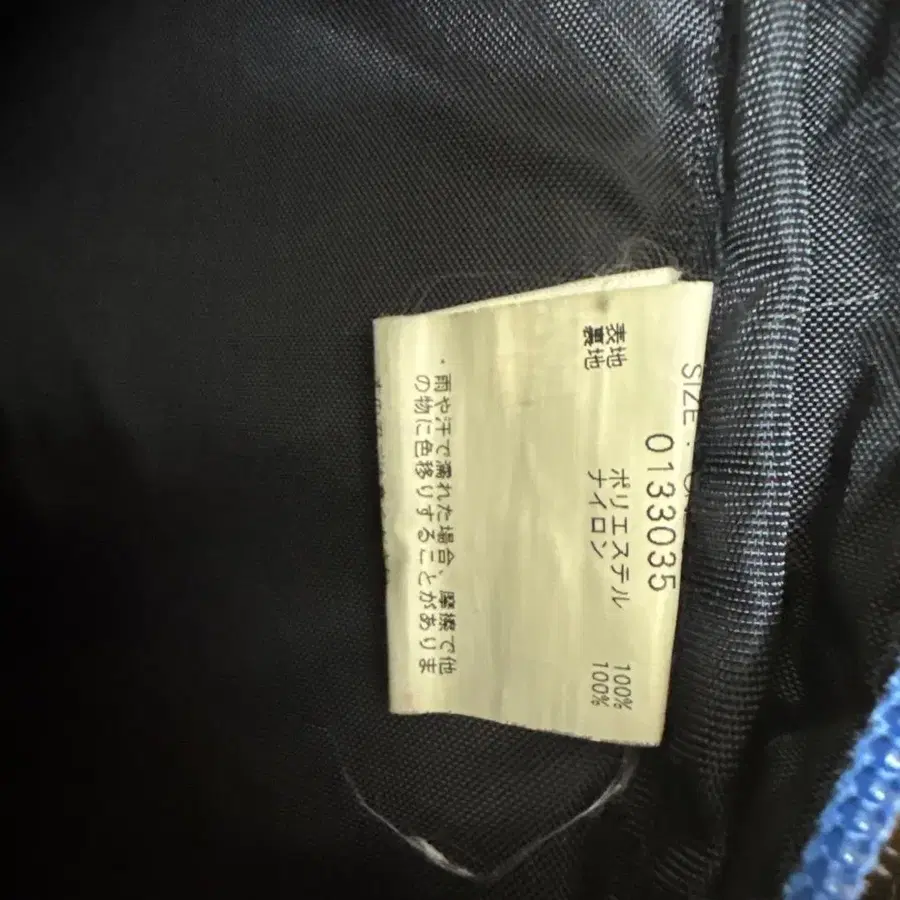 SIZE :
0133035
表地 ポリエステル 100%
裏地 ナイロン 100%
・雨や汗で濡れた場合、摩擦で他
の物に色移りすることがありま